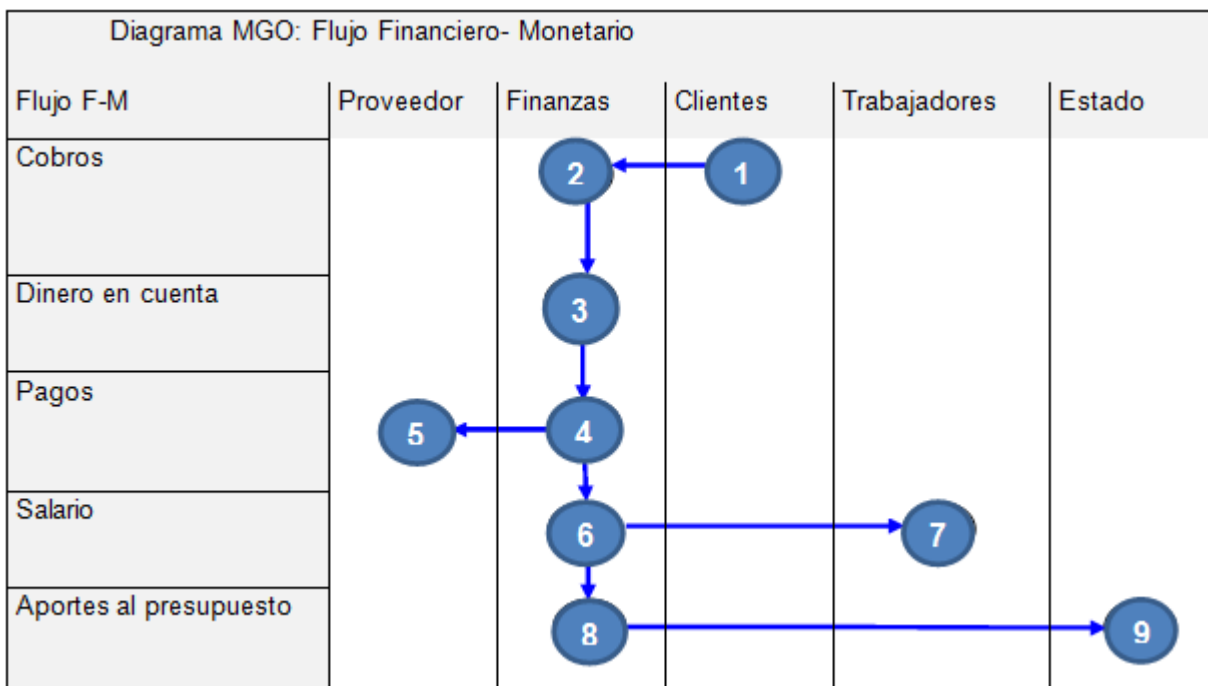 Diagrama MGO: Flujo Financiero- Monetario
Flujo F-M Proveedor Finanzas Clientes Trabajadores Estado
Cobros 2 1
Dinero en cuenta 3
Pagos 5 4
Salario 6 7
Aportes al presupuesto 8 9